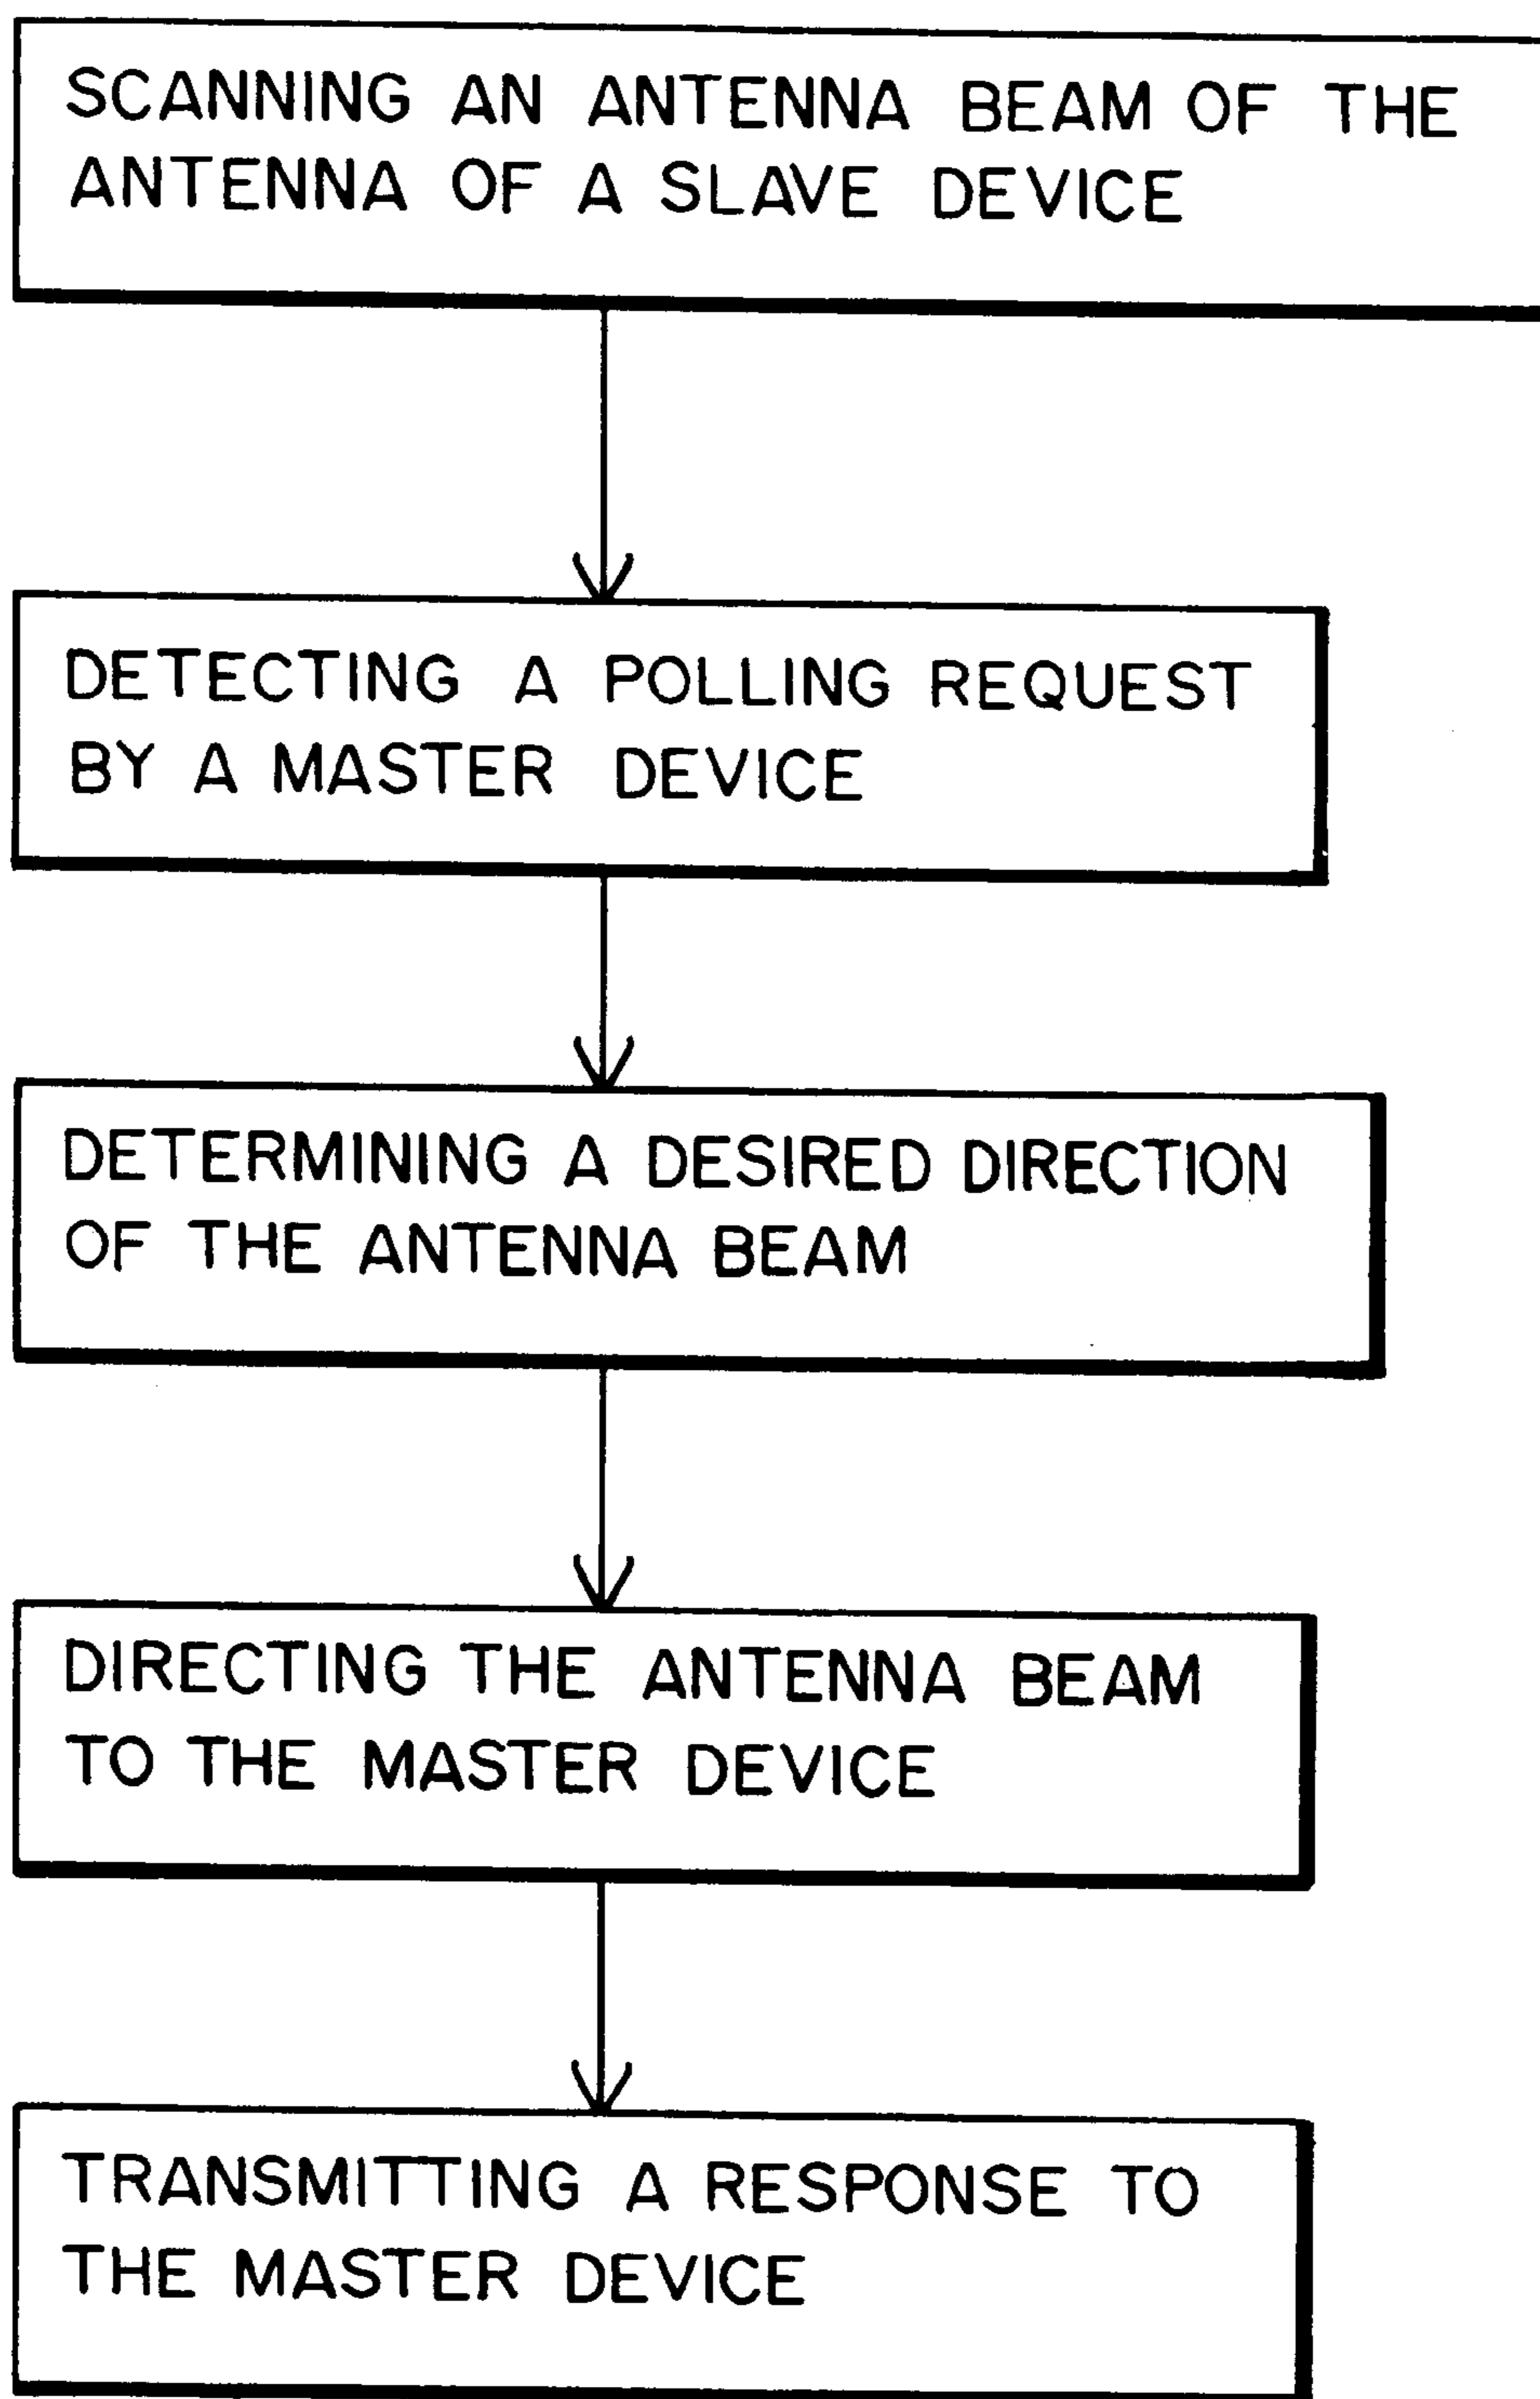 SCANNING AN ANTENNA BEAM OF THE
ANTENNA OF A SLAVE DEVICE
DETECTING A POLLING REQUEST
BY A MASTER DEVICE
DETERMINING A DESIRED DIRECTION
OF THE ANTENNA BEAM
DIRECTING THE ANTENNA BEAM
TO THE MASTER DEVICE
TRANSMITTING A RESPONSE TO
THE MASTER DEVICE